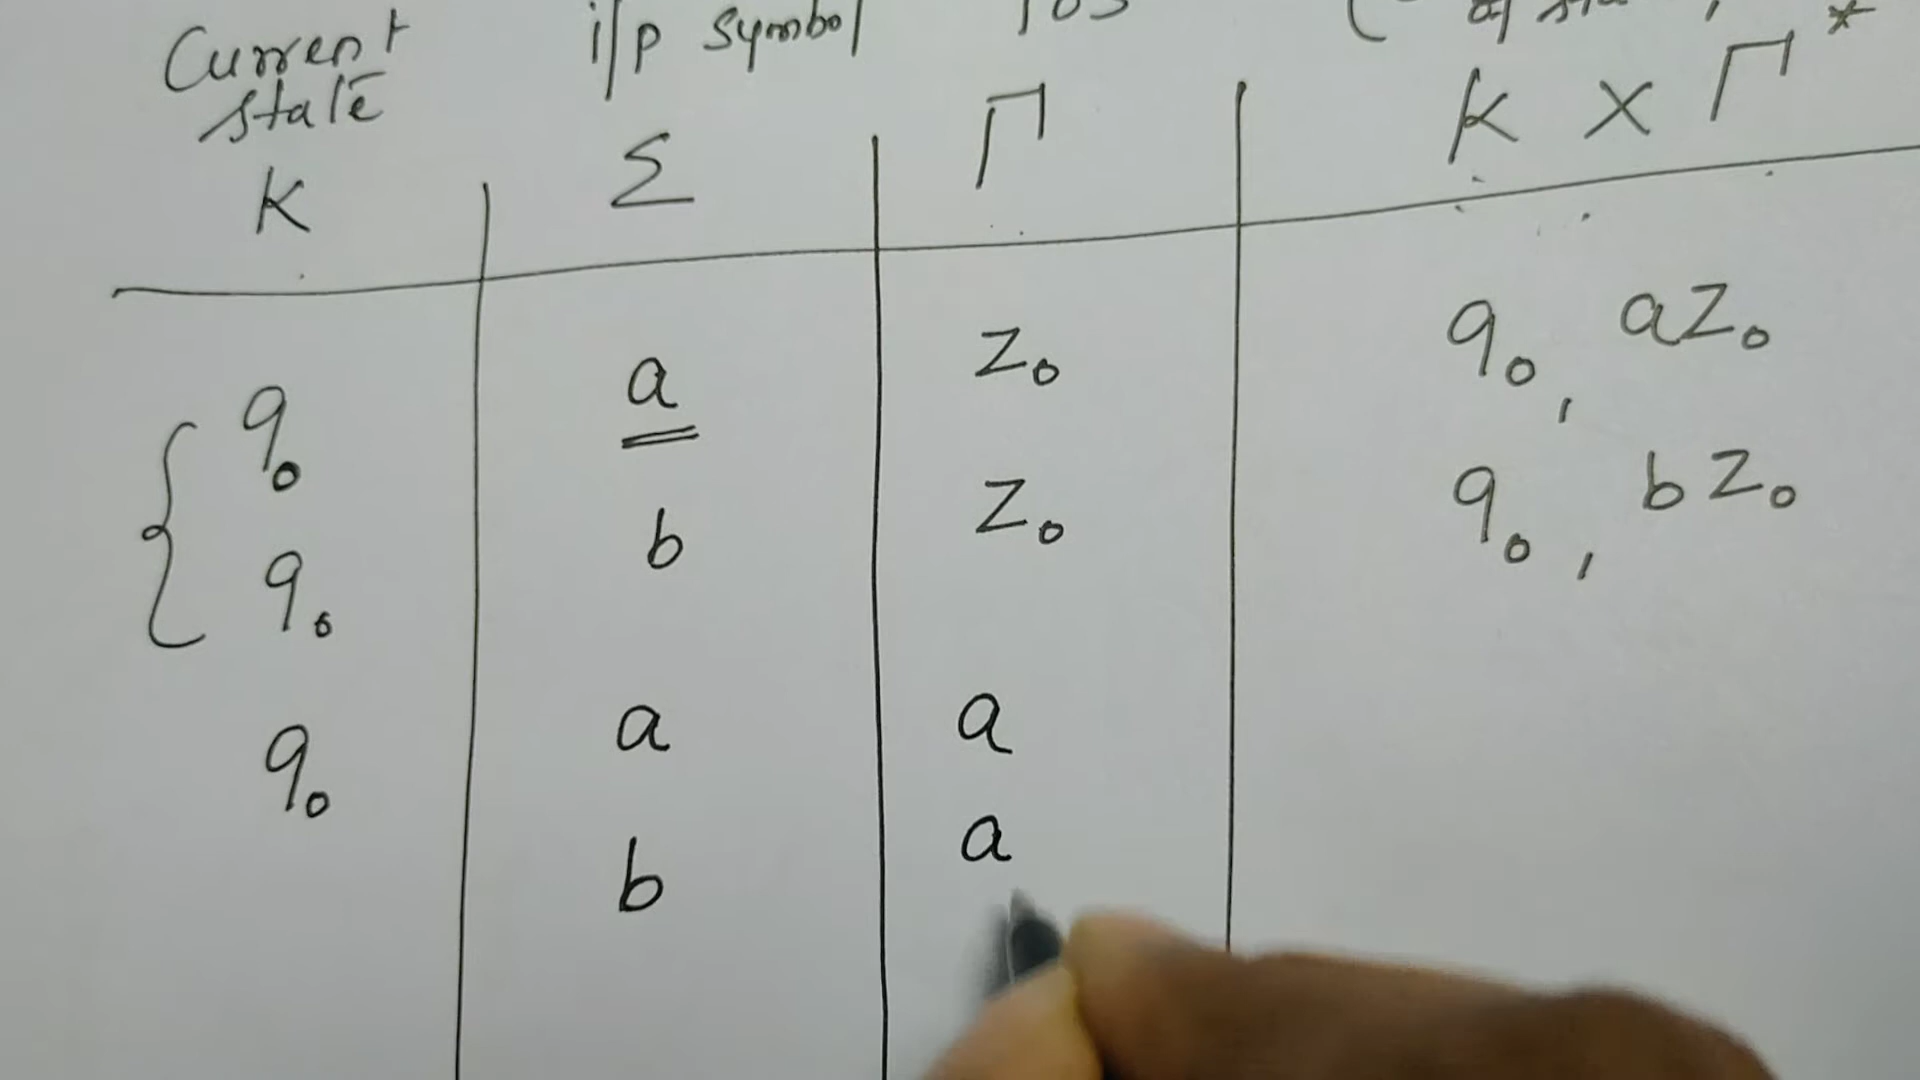 Current i/p symbol
state
K Σ Γ K × Γ*
q₀ a Z₀ q₀, aZ₀
q₀ b Z₀ q₀, bZ₀
q₀ a a
b a